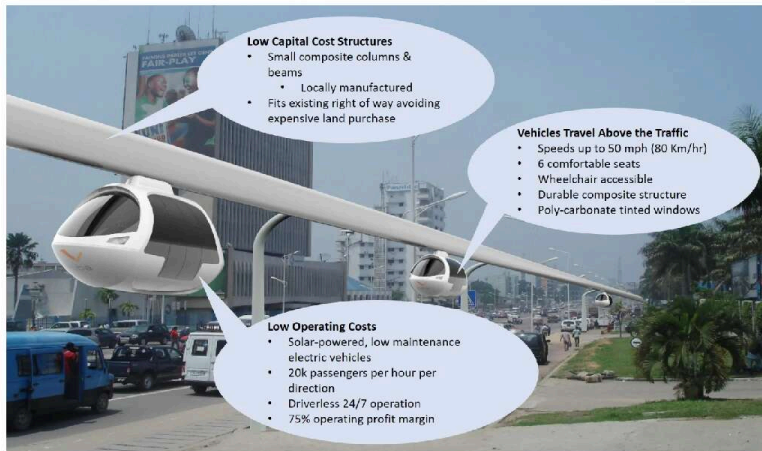 FAIR-PLAY
Low Capital Cost Structures
• Small composite columns &
beams
• Locally manufactured
• Fits existing right of way avoiding
expensive land purchase
Vehicles Travel Above the Traffic
• Speeds up to 50 mph (80 Km/hr)
• 6 comfortable seats
• Wheelchair accessible
• Durable composite structure
• Poly-carbonate tinted windows
Low Operating Costs
• Solar-powered, low maintenance
electric vehicles
• 20k passengers per hour per
direction
• Driverless 24/7 operation
• 75% operating profit margin